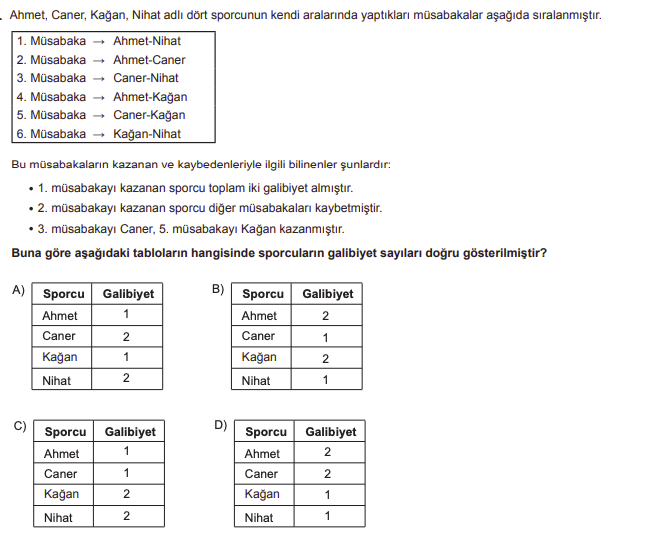 Ahmet, Caner, Kağan, Nihat adlı dört sporcunun kendi aralarında yaptıkları müsabakalar aşağıda sıralanmıştır.
1. Müsabaka → Ahmet-Nihat
2. Müsabaka → Ahmet-Caner
3. Müsabaka → Caner-Nihat
4. Müsabaka → Ahmet-Kağan
5. Müsabaka → Caner-Kağan
6. Müsabaka → Kağan-Nihat
Bu müsabakaların kazanan ve kaybedenleriyle ilgili bilinenler şunlardır:
• 1. müsabakayı kazanan sporcu toplam iki galibiyet almıştır.
• 2. müsabakayı kazanan sporcu diğer müsabakaları kaybetmiştir.
• 3. müsabakayı Caner, 5. müsabakayı Kağan kazanmıştır.
Buna göre aşağıdaki tabloların hangisinde sporcuların galibiyet sayıları doğru gösterilmiştir?
A)
Sporcu Galibiyet
Ahmet 1
Caner 2
Kağan 1
Nihat 2
B)
Sporcu Galibiyet
Ahmet 2
Caner 1
Kağan 2
Nihat 1
C)
Sporcu Galibiyet
Ahmet 1
Caner 1
Kağan 2
Nihat 2
D)
Sporcu Galibiyet
Ahmet 2
Caner 2
Kağan 1
Nihat 1